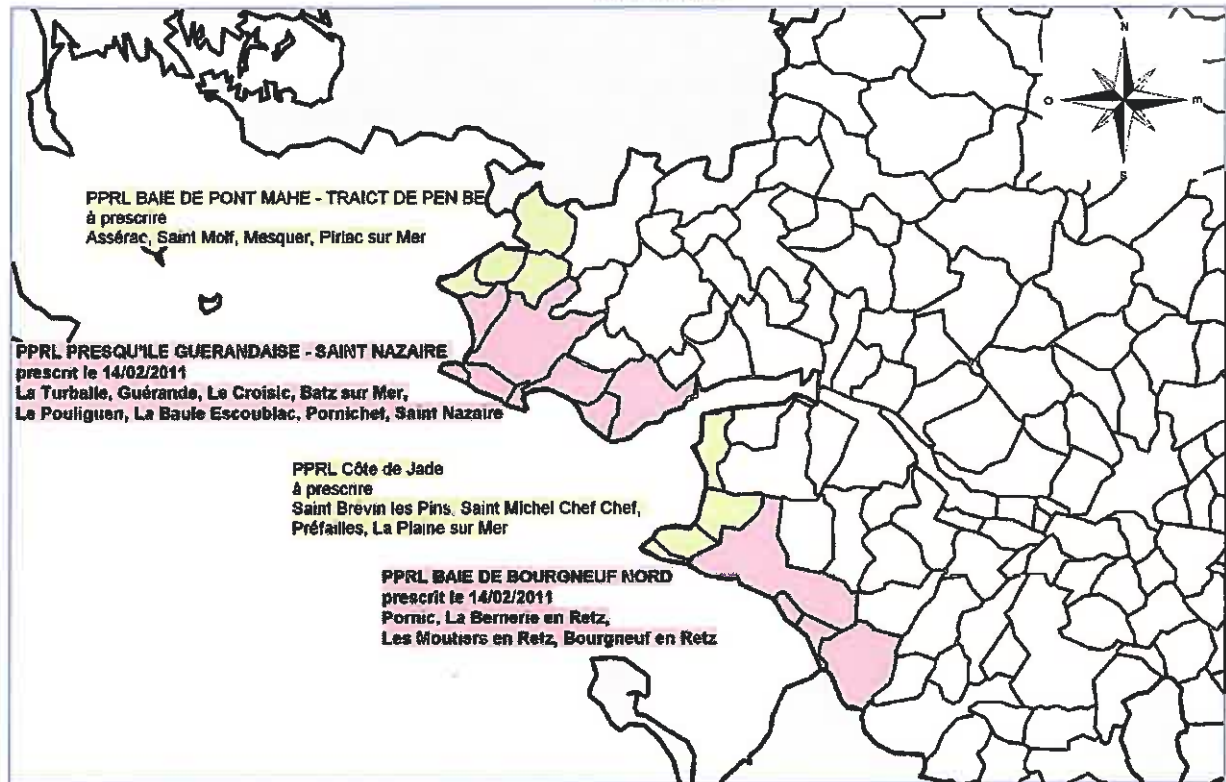 N
O
E
S
PPRL BAIE DE PONT MAHE - TRAICT DE PEN BE
à prescrire
Assérac, Saint Molf, Mesquer, Piriac sur Mer
PPRL PRESQU'ILE GUERANDAISE - SAINT NAZAIRE
prescrit le 14/02/2011
La Turballe, Guérande, Le Croisic, Batz sur Mer,
Le Pouliguen, La Baule Escoublac, Pornichet, Saint Nazaire
PPRL Côte de Jade
à prescrire
Saint Brévin les Pins, Saint Michel Chef Chef,
Préfailles, La Plaine sur Mer
PPRL BAIE DE BOURGNEUF NORD
prescrit le 14/02/2011
Pornic, La Bernerie en Retz,
Les Moutiers en Retz, Bourgneuf en Retz